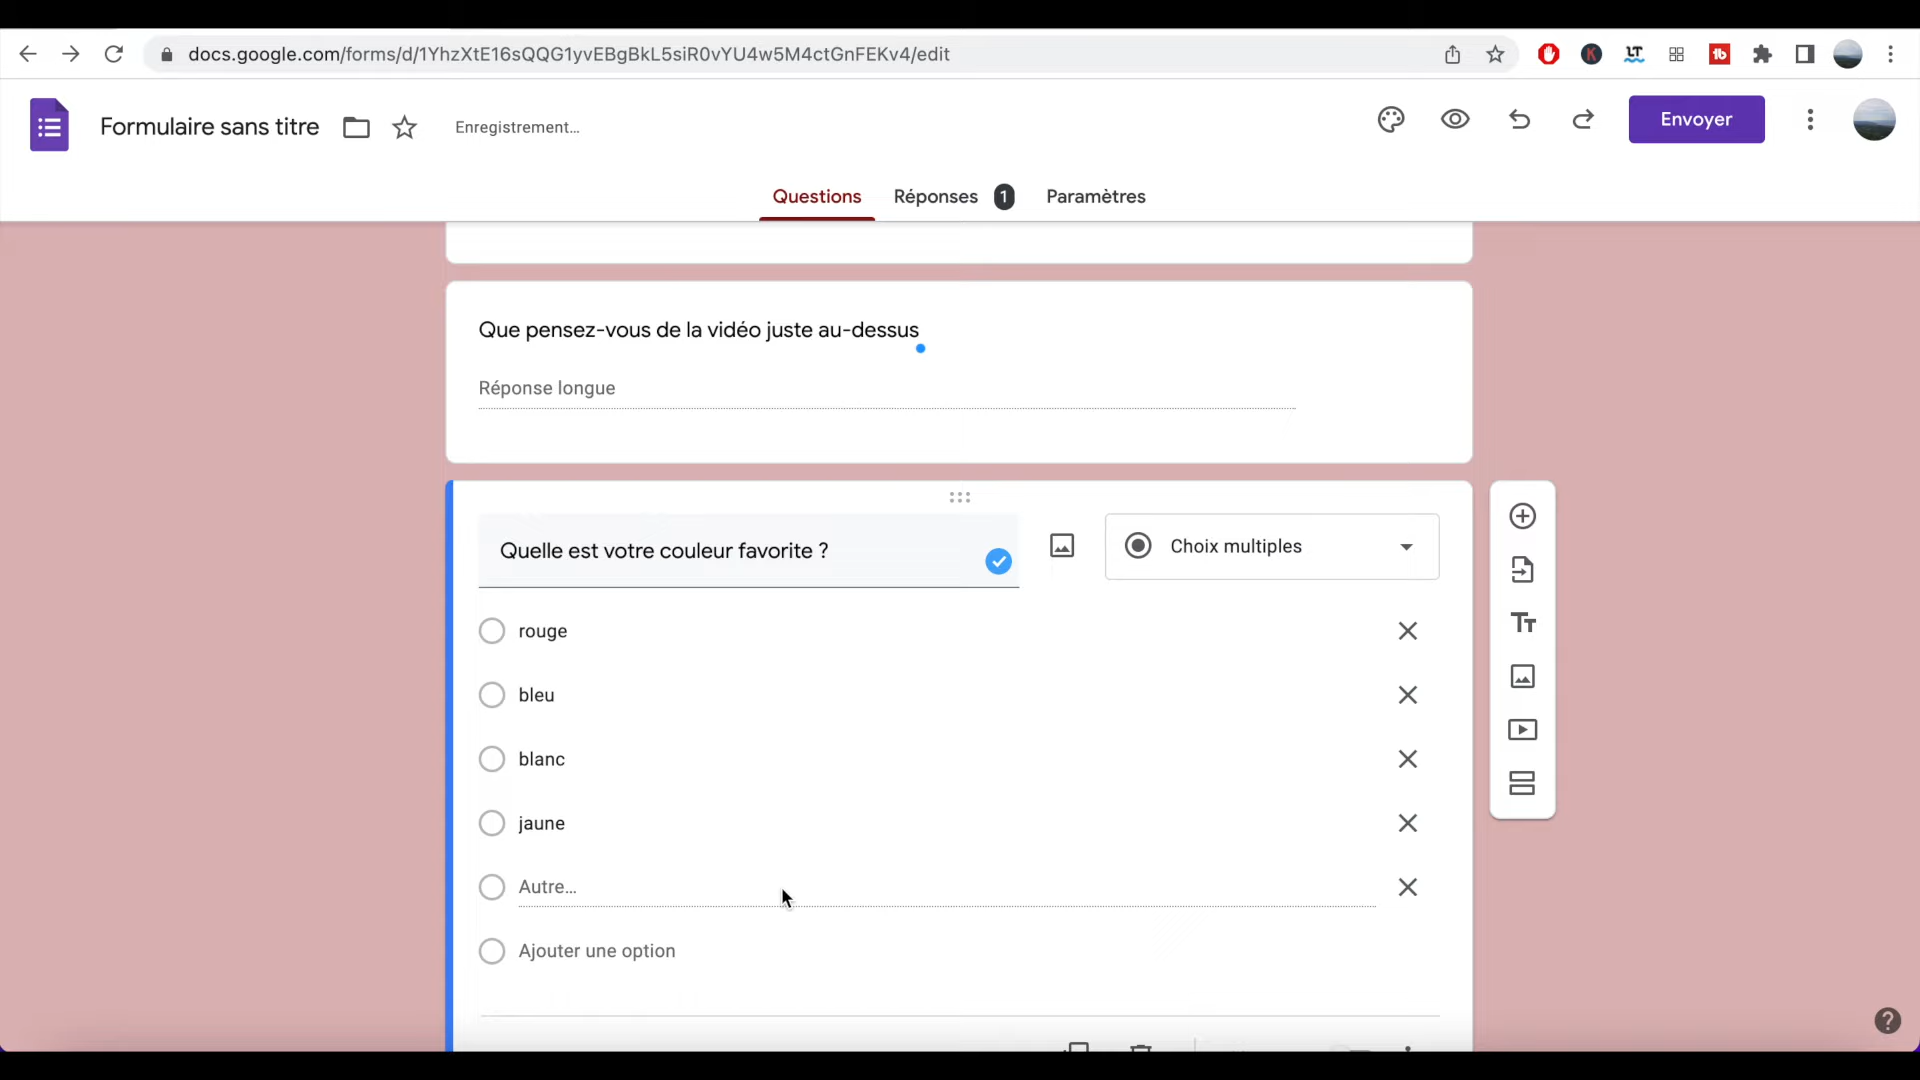 docs.google.com/forms/d/1YhzXtE16sQQG1yvEBgBkL5siR0vYU4w5M4ctGnFEKv4/edit
Formulaire sans titre
Enregistrement...
Envoyer
Questions
Réponses 1
Paramètres
Que pensez-vous de la vidéo juste au-dessus
Réponse longue
Quelle est votre couleur favorite ?
Choix multiples
rouge
bleu
blanc
jaune
Autre...
Ajouter une option